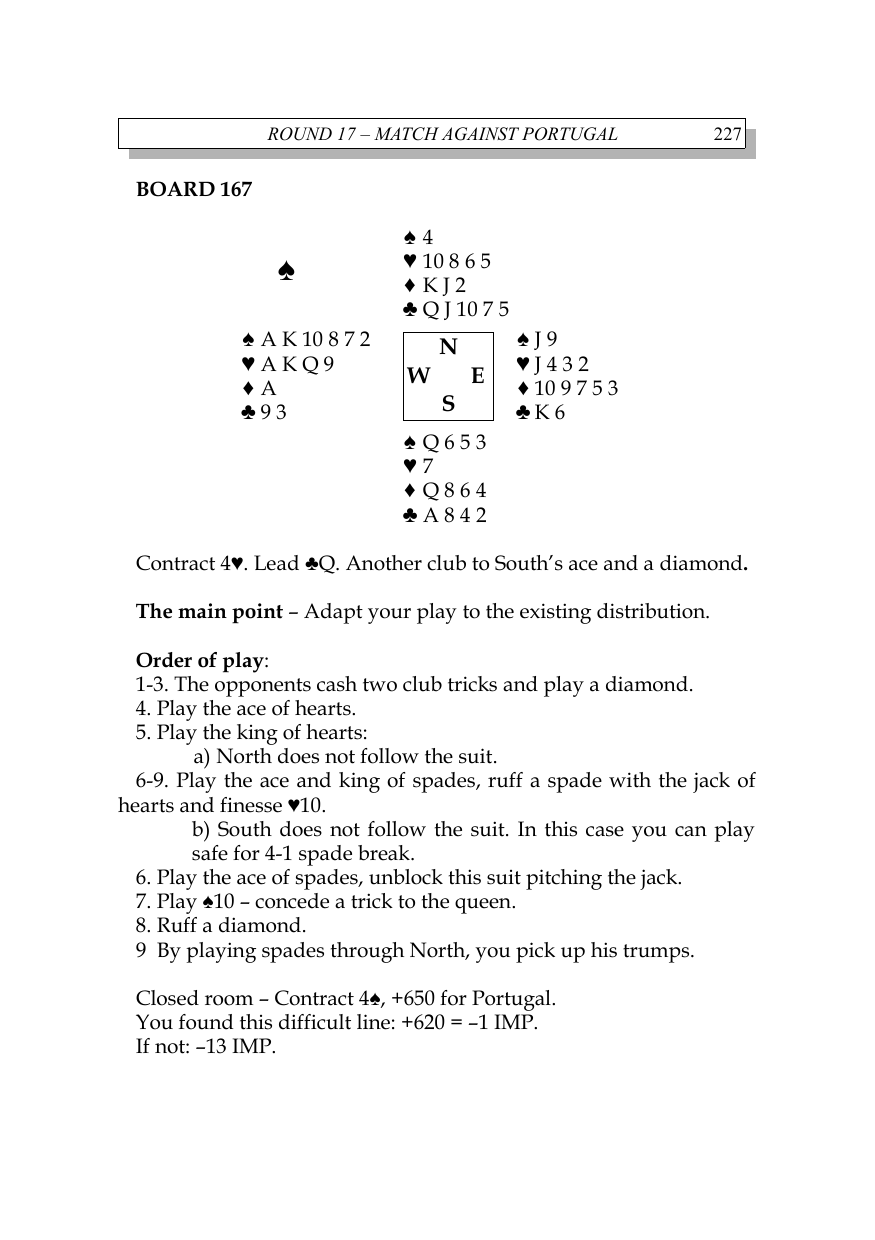 ROUND 17 – MATCH AGAINST PORTUGAL 227
BOARD 167
♠ 4
♥ 10 8 6 5
♦ K J 2
♣ Q J 10 7 5
♠
♠ A K 10 8 7 2
♥ A K Q 9
♦ A
♣ 9 3
N
W E
S
♠ J 9
♥ J 4 3 2
♦ 10 9 7 5 3
♣ K 6
♠ Q 6 5 3
♥ 7
♦ Q 8 6 4
♣ A 8 4 2
Contract 4♥. Lead ♣Q. Another club to South’s ace and a diamond.
The main point – Adapt your play to the existing distribution.
Order of play:
1-3. The opponents cash two club tricks and play a diamond.
4. Play the ace of hearts.
5. Play the king of hearts:
a) North does not follow the suit.
6-9. Play the ace and king of spades, ruff a spade with the jack of
hearts and finesse ♥10.
b) South does not follow the suit. In this case you can play
safe for 4-1 spade break.
6. Play the ace of spades, unblock this suit pitching the jack.
7. Play ♠10 – concede a trick to the queen.
8. Ruff a diamond.
9 By playing spades through North, you pick up his trumps.
Closed room – Contract 4♠, +650 for Portugal.
You found this difficult line: +620 = –1 IMP.
If not: –13 IMP.